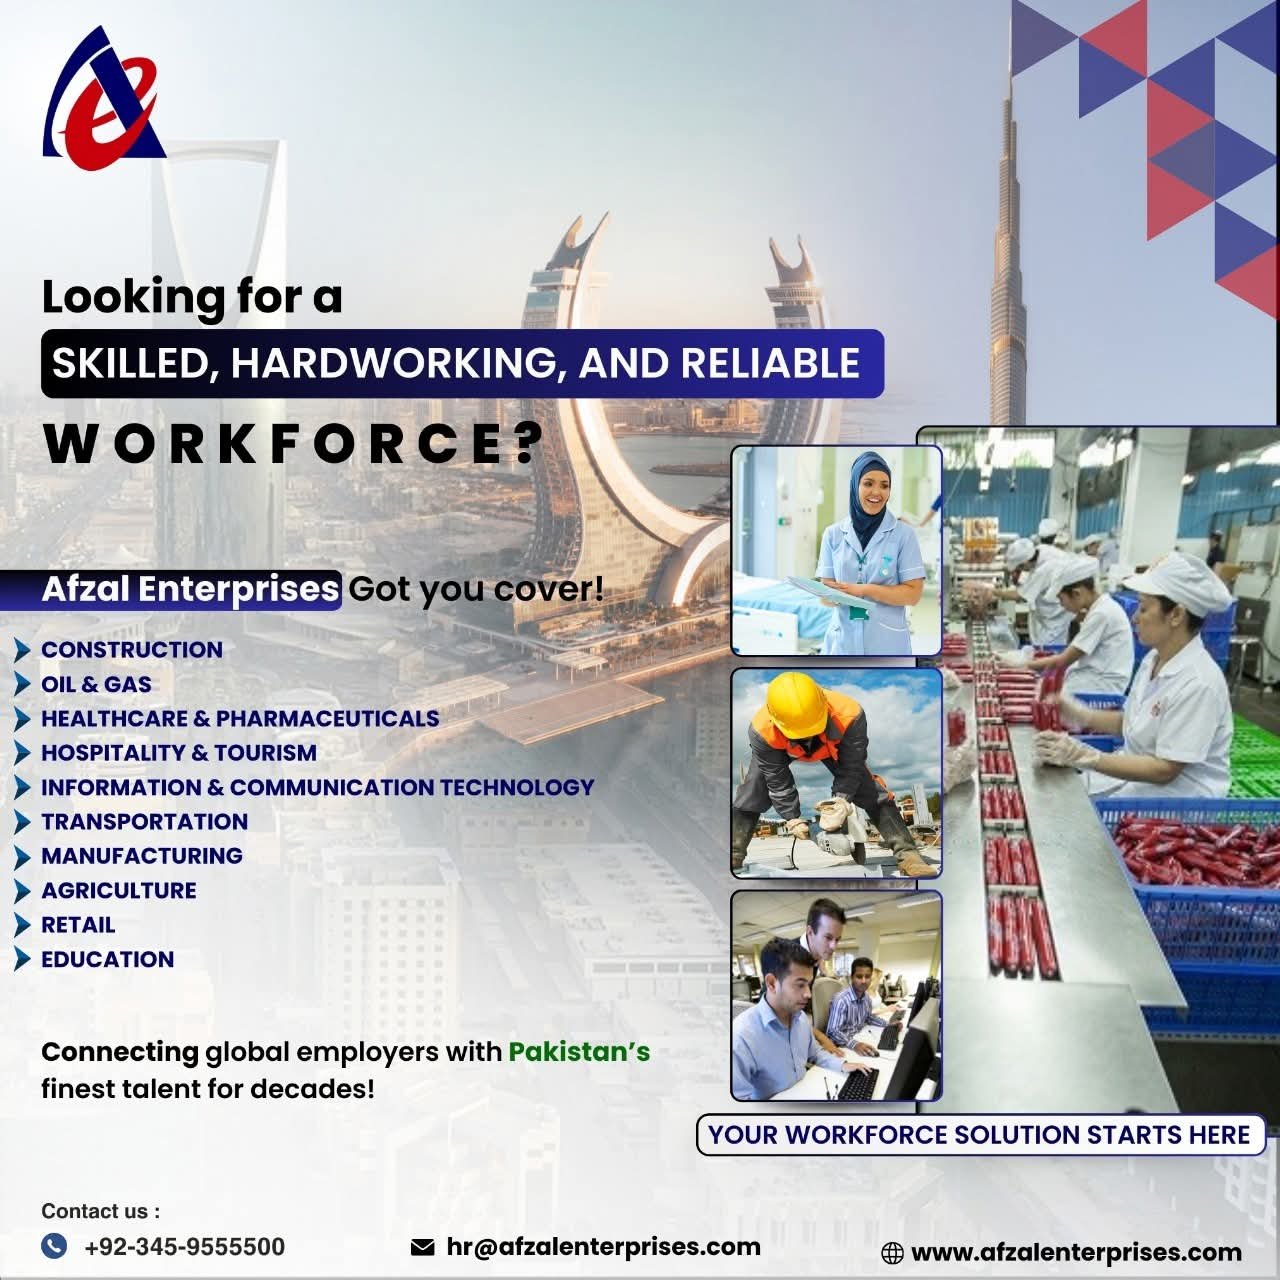 Ae
Looking for a
SKILLED, HARDWORKING, AND RELIABLE
WORKFORCE?
Afzal Enterprises Got you cover!
CONSTRUCTION
OIL & GAS
HEALTHCARE & PHARMACEUTICALS
HOSPITALITY & TOURISM
INFORMATION & COMMUNICATION TECHNOLOGY
TRANSPORTATION
MANUFACTURING
AGRICULTURE
RETAIL
EDUCATION
Connecting global employers with Pakistan's
finest talent for decades!
YOUR WORKFORCE SOLUTION STARTS HERE
Contact us :
+92-345-9555500
hr@afzalenterprises.com
www.afzalenterprises.com